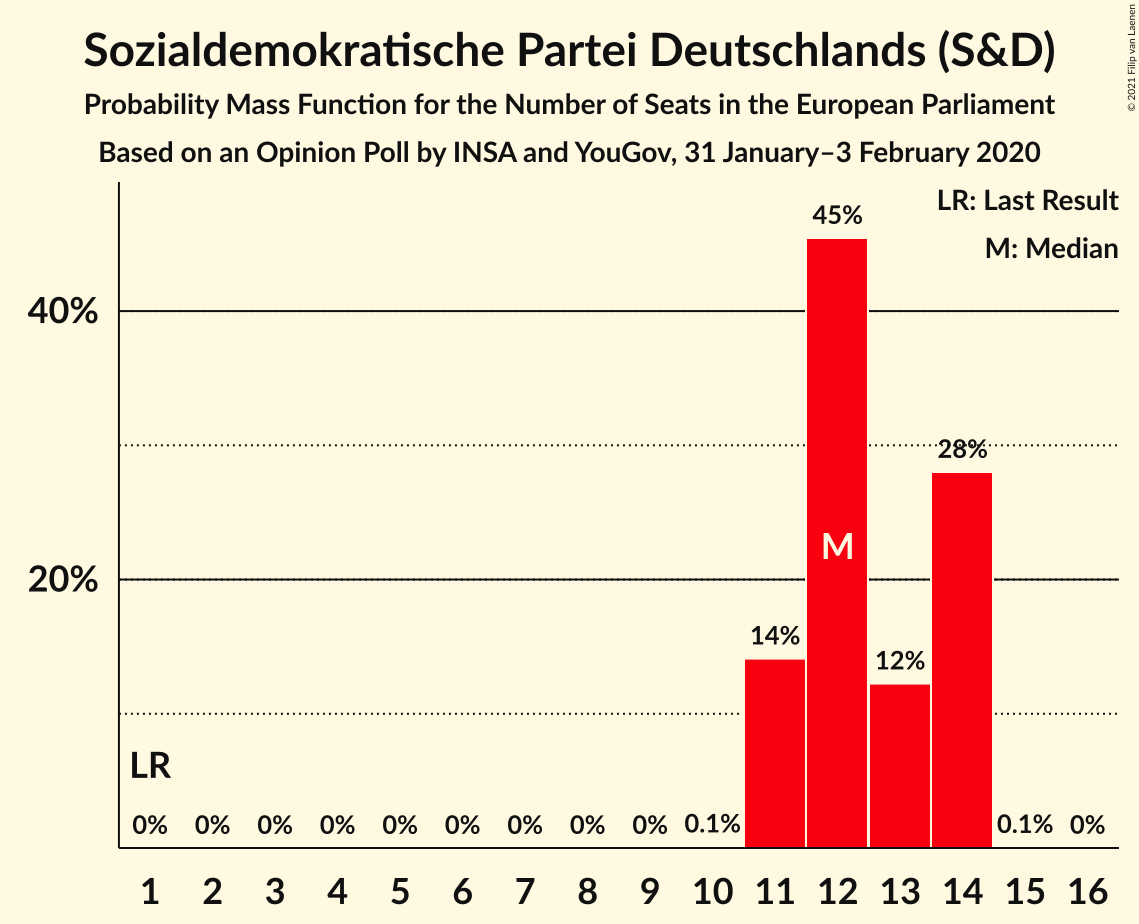 Sozialdemokratische Partei Deutschlands (S&D)
Probability Mass Function for the Number of Seats in the European Parliament
Based on an Opinion Poll by INSA and YouGov, 31 January–3 February 2020
© 2021 Filip van Laenen
LR: Last Result
M: Median
45%
40%
28%
M
20%
14%
12%
LR
0% 0% 0% 0% 0% 0% 0% 0% 0% 0.1% 0.1% 0%
1 2 3 4 5 6 7 8 9 10 11 12 13 14 15 16